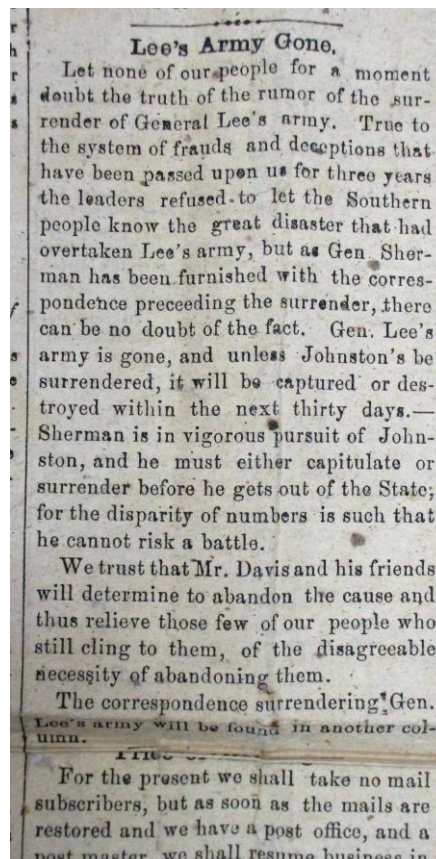 Lee's Army Gone.
Let none of our people for a moment
doubt the truth of the rumor of the sur-
render of General Lee's army. True to
the system of frauds and deceptions that
have been passed upon us for three years
the leaders refused to let the Southern
people know the great disaster that had
overtaken Lee's army, but as Gen. Sher-
man has been furnished with the corres-
pondence preceeding the surrender, there
can be no doubt of the fact. Gen. Lee's
army is gone, and unless Johnston's be
surrendered, it will be captured or des-
troyed within the next thirty days.—
Sherman is in vigorous pursuit of John-
ston, and he must either capitulate or
surrender before he gets out of the State;
for the disparity of numbers is such that
he cannot risk a battle.
We trust that Mr. Davis and his friends
will determine to abandon the cause and
thus relieve those few of our people who
still cling to them, of the disagreeable
necessity of abandoning them.
The correspondence surrendering Gen.
Lee's army will be found in another col-
umn.
For the present we shall take no mail
subscribers, but as soon as the mails are
restored and we have a post office, and a
post master, we shall resume business in